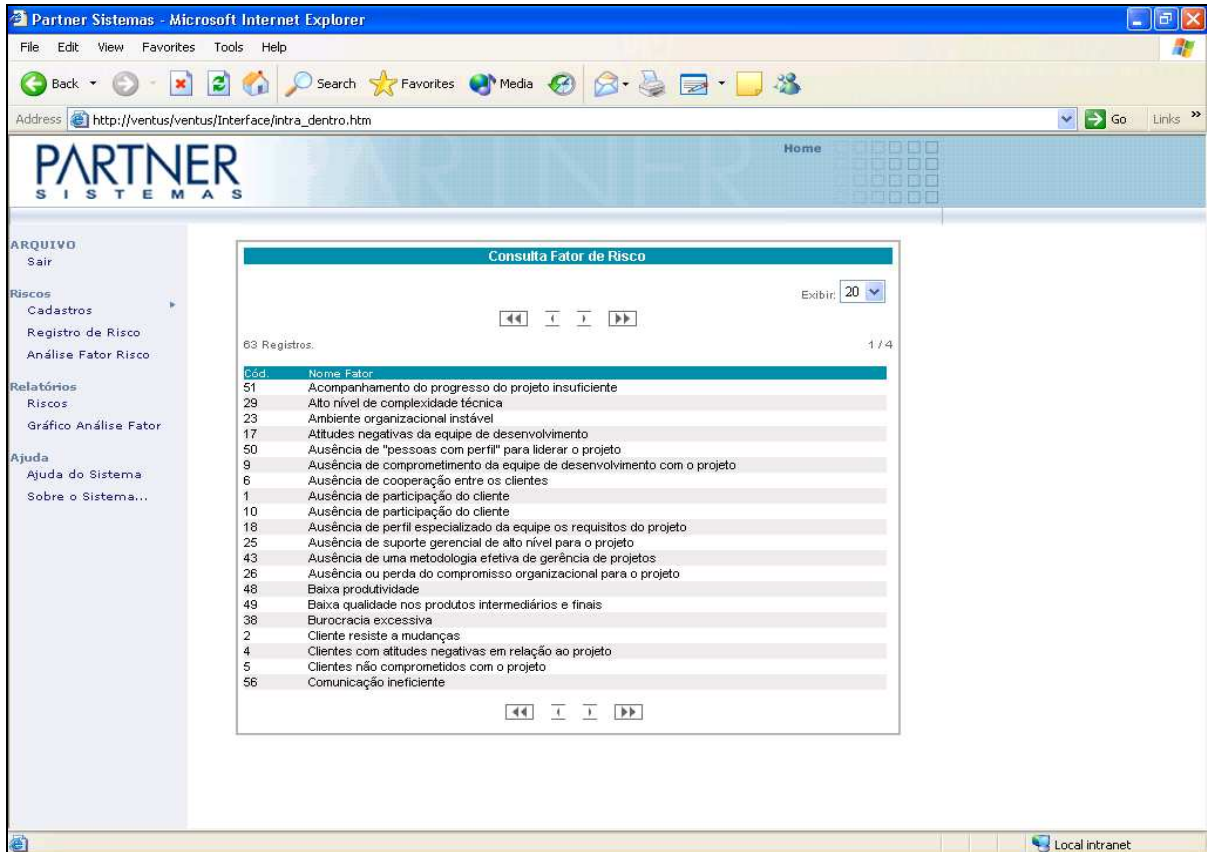 Partner Sistemas - Microsoft Internet Explorer
File Edit View Favorites Tools Help
Back Search Favorites Media
Address http://ventus/ventus/Interface/intra_dentro.htm Go Links »
PARTNER
SISTEMAS
PARTNER
Home
ARQUIVO
Sair
Riscos
Cadastros
Registro de Risco
Análise Fator Risco
Relatórios
Riscos
Gráfico Análise Fator
Ajuda
Ajuda do Sistema
Sobre o Sistema...
Consulta Fator de Risco
Exibir: 20
63 Registros. 1 / 4
Cód. Nome Fator
51 Acompanhamento do progresso do projeto insuficiente
29 Alto nível de complexidade técnica
23 Ambiente organizacional instável
17 Atitudes negativas da equipe de desenvolvimento
50 Ausência de "pessoas com perfil" para liderar o projeto
9 Ausência de comprometimento da equipe de desenvolvimento com o projeto
6 Ausência de cooperação entre os clientes
1 Ausência de participação do cliente
10 Ausência de participação do cliente
18 Ausência de perfil especializado da equipe os requisitos do projeto
25 Ausência de suporte gerencial de alto nível para o projeto
43 Ausência de uma metodologia efetiva de gerência de projetos
26 Ausência ou perda do compromisso organizacional para o projeto
48 Baixa produtividade
49 Baixa qualidade nos produtos intermediários e finais
38 Burocracia excessiva
2 Cliente resiste a mudanças
4 Clientes com atitudes negativas em relação ao projeto
5 Clientes não comprometidos com o projeto
56 Comunicação ineficiente
Local intranet